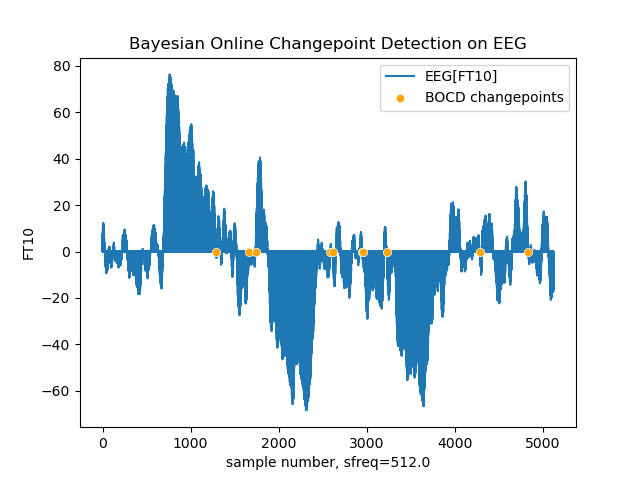 Bayesian Online Changepoint Detection on EEG
EEG[FT10]
BOCD changepoints
80
60
40
20
0
−20
−40
−60
FT10
0 1000 2000 3000 4000 5000
sample number, sfreq=512.0